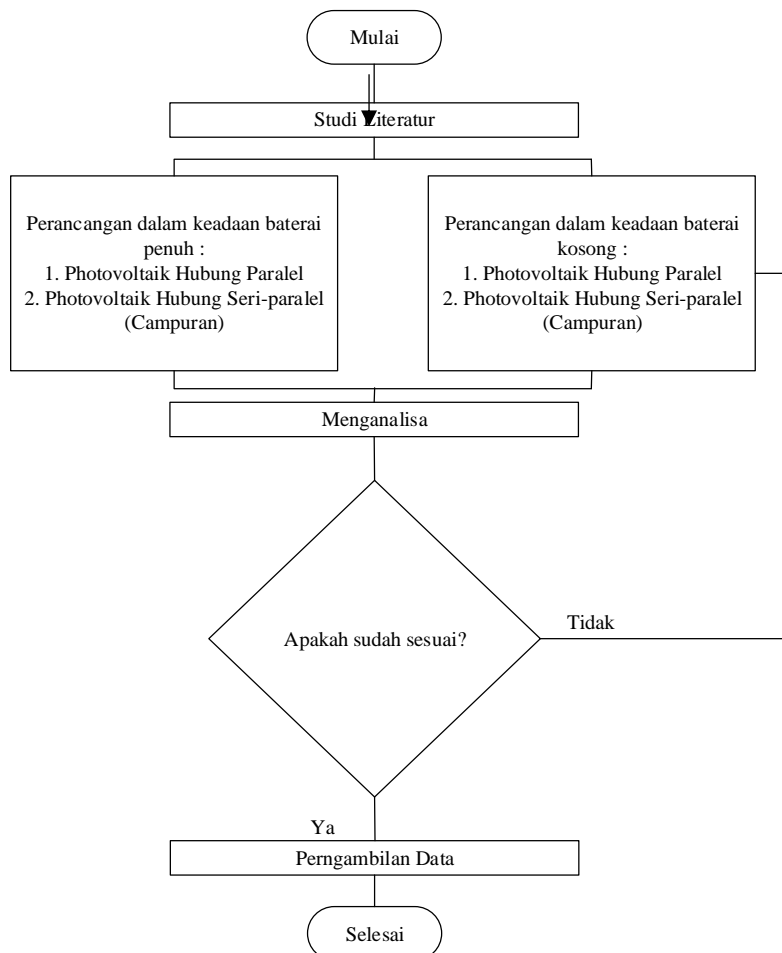 Mulai
Studi Literatur
Perancangan dalam keadaan baterai
penuh :
1. Photovoltaik Hubung Paralel
2. Photovoltaik Hubung Seri-paralel
(Campuran)
Perancangan dalam keadaan baterai
kosong :
1. Photovoltaik Hubung Paralel
2. Photovoltaik Hubung Seri-paralel
(Campuran)
Menganalisa
Apakah sudah sesuai?
Tidak
Ya
Perngambilan Data
Selesai